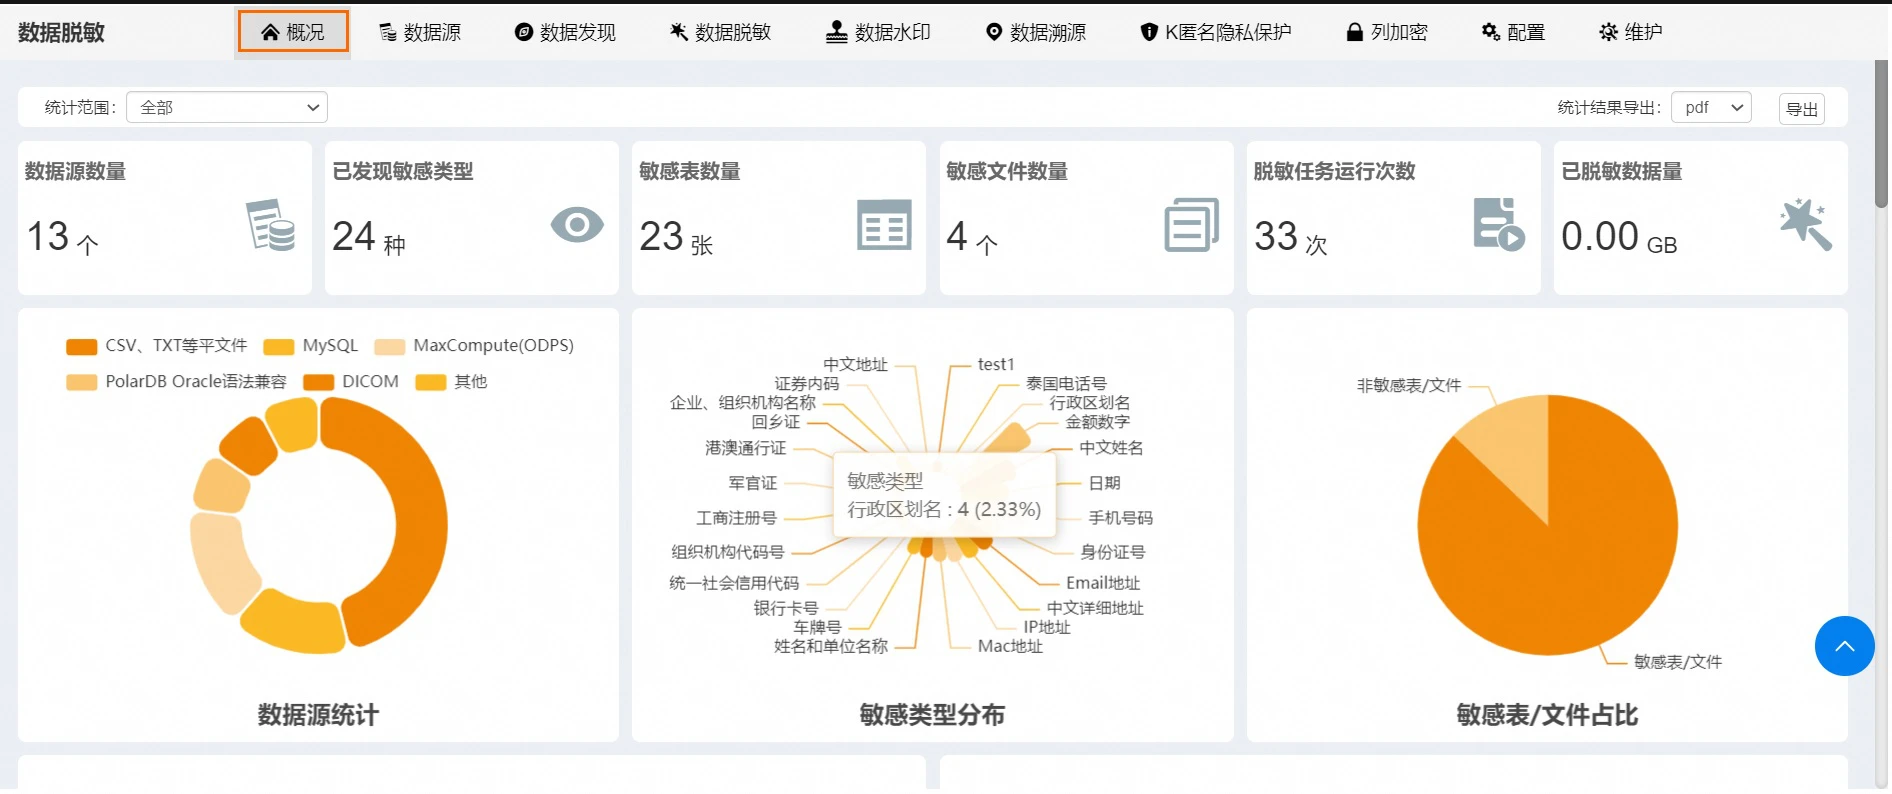 数据脱敏
概况
数据源
数据发现
数据脱敏
数据水印
数据溯源
K匿名隐私保护
列加密
配置
维护
统计范围：
全部
统计结果导出：
pdf
导出
数据源数量
13 个
已发现敏感类型
24 种
敏感表数量
23 张
敏感文件数量
4 个
脱敏任务运行次数
33 次
已脱敏数据量
0.00 GB
CSV、TXT等平文件
MySQL
MaxCompute(ODPS)
PolarDB Oracle语法兼容
DICOM
其他
数据源统计
中文地址
证券内码
企业、组织机构名称
回乡证
港澳通行证
军官证
工商注册号
组织机构代码号
统一社会信用代码
银行卡号
车牌号
姓名和单位名称
test1
泰国电话号
行政区划名
金额数字
中文姓名
日期
手机号码
身份证号
Email地址
中文详细地址
IP地址
Mac地址
敏感类型
行政区划名 : 4 (2.33%)
敏感类型分布
非敏感表/文件
敏感表/文件
敏感表/文件占比